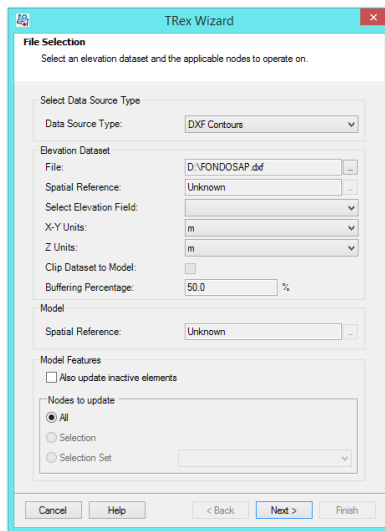 TRex Wizard
File Selection
Select an elevation dataset and the applicable nodes to operate on.
Select Data Source Type
Data Source Type: DXF Contours
Elevation Dataset
File: D:\FONDOSAP.dxf ...
Spatial Reference: Unknown ...
Select Elevation Field:
X-Y Units: m
Z Units: m
Clip Dataset to Model:
Buffering Percentage: 50.0 %
Model
Spatial Reference: Unknown ...
Model Features
Also update inactive elements
Nodes to update
All
Selection
Selection Set
Cancel Help < Back Next > Finish